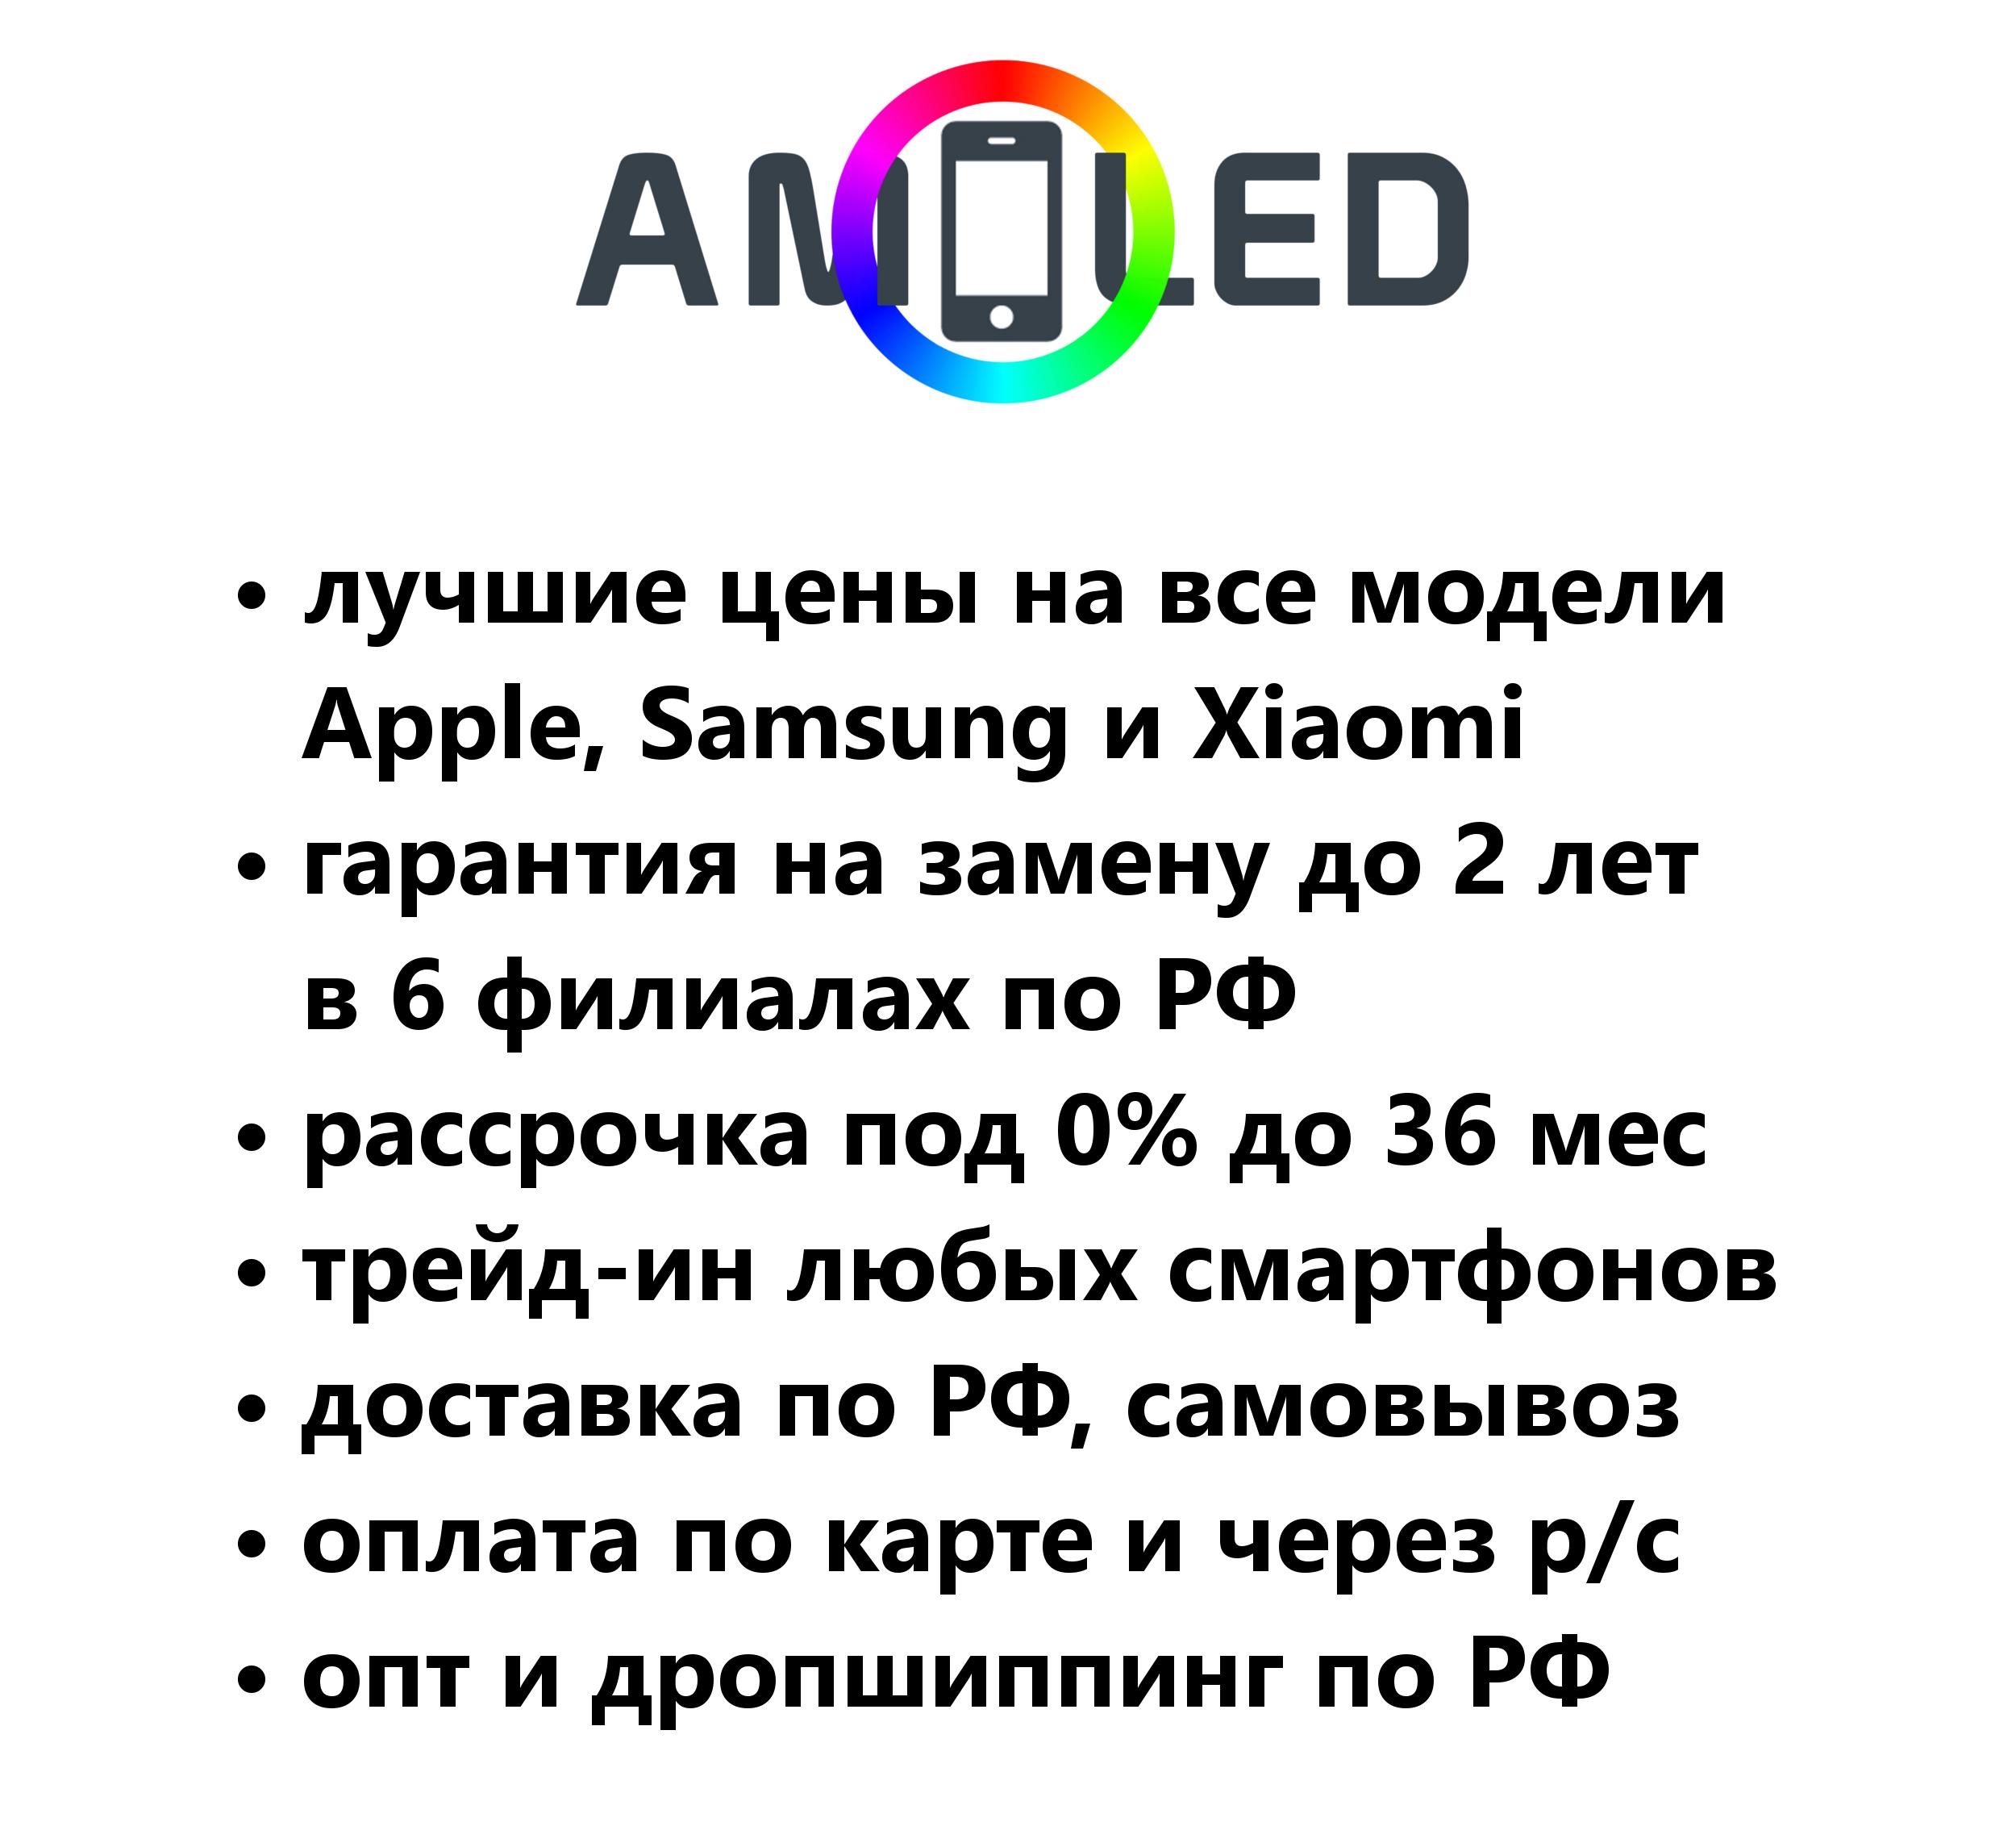 AMOLED
• лучшие цены на все модели
Apple, Samsung и Xiaomi
• гарантия на замену до 2 лет
в 6 филиалах по РФ
• рассрочка под 0% до 36 мес
• трейд-ин любых смартфонов
• доставка по РФ, самовывоз
• оплата по карте и через р/с
• опт и дропшиппинг по РФ